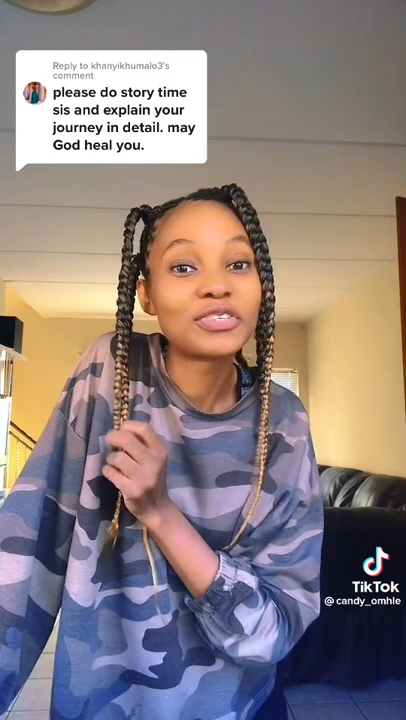 Reply to khanyikhumalo3's
comment
please do story time
sis and explain your
journey in detail. may
God heal you.
TikTok
@ candy_omhle